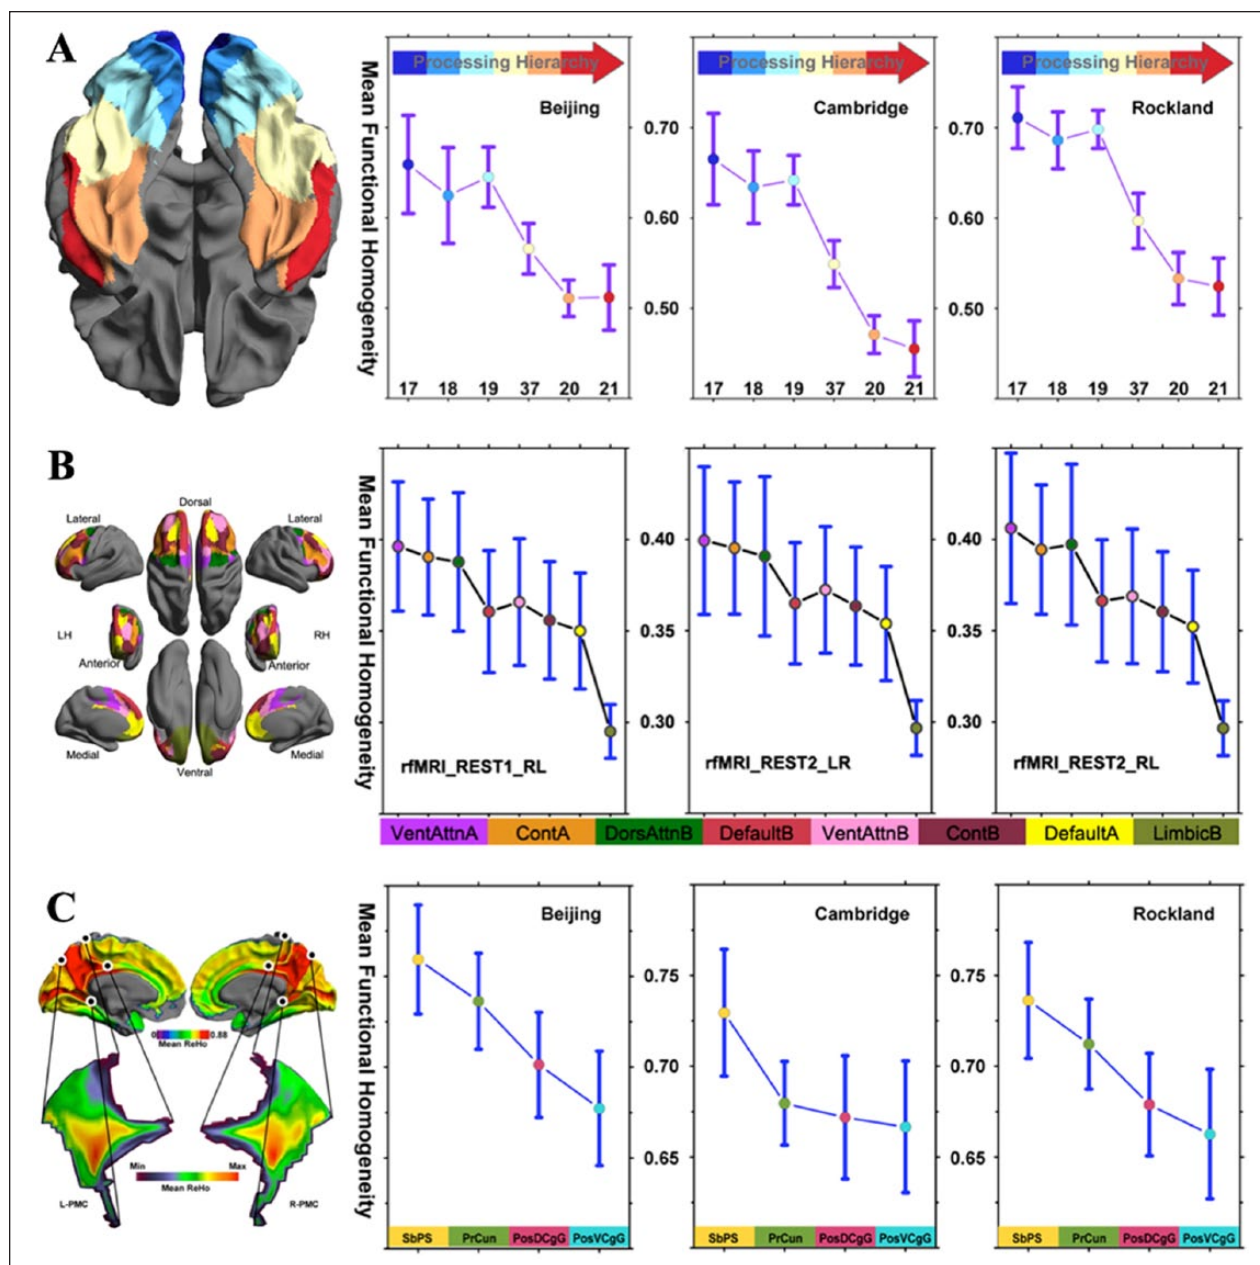 A
Mean Functional Homogeneity
Processing Hierarchy
Beijing
17 18 19 37 20 21
0.70
0.60
0.50
Processing Hierarchy
Cambridge
17 18 19 37 20 21
0.70
0.60
0.50
Processing Hierarchy
Rockland
17 18 19 37 20 21
B
Dorsal
Lateral
Lateral
LH
RH
Anterior
Anterior
Medial
Medial
Ventral
Mean Functional Homogeneity
rfMRI_REST1_RL
0.40
0.35
0.30
rfMRI_REST2_LR
0.40
0.35
0.30
rfMRI_REST2_RL
VentAttnA ContA DorsAttnB DefaultB VentAttnB ContB DefaultA LimbicB
C
0 0.88
Mean ReHo
Min Max
Mean ReHo
L-PMC
R-PMC
Mean Functional Homogeneity
Beijing
SbPS PrCun PosDCgG PosVCgG
0.75
0.70
0.65
Cambridge
SbPS PrCun PosDCgG PosVCgG
0.75
0.70
0.65
Rockland
SbPS PrCun PosDCgG PosVCgG